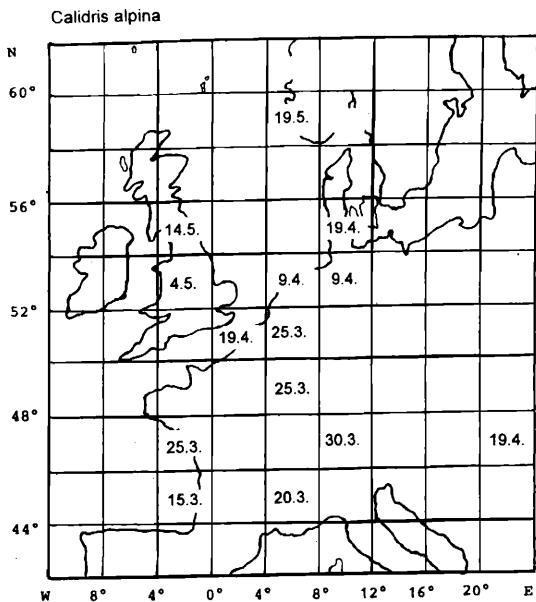 Calidris alpina
N
60°
19.5.
56°
14.5. 19.4.
4.5. 9.4. 9.4.
52°
19.4. 25.3.
25.3.
48°
25.3. 30.3. 19.4.
15.3. 20.3.
44°
W 8° 4° 0° 4° 8° 12° 16° 20° E